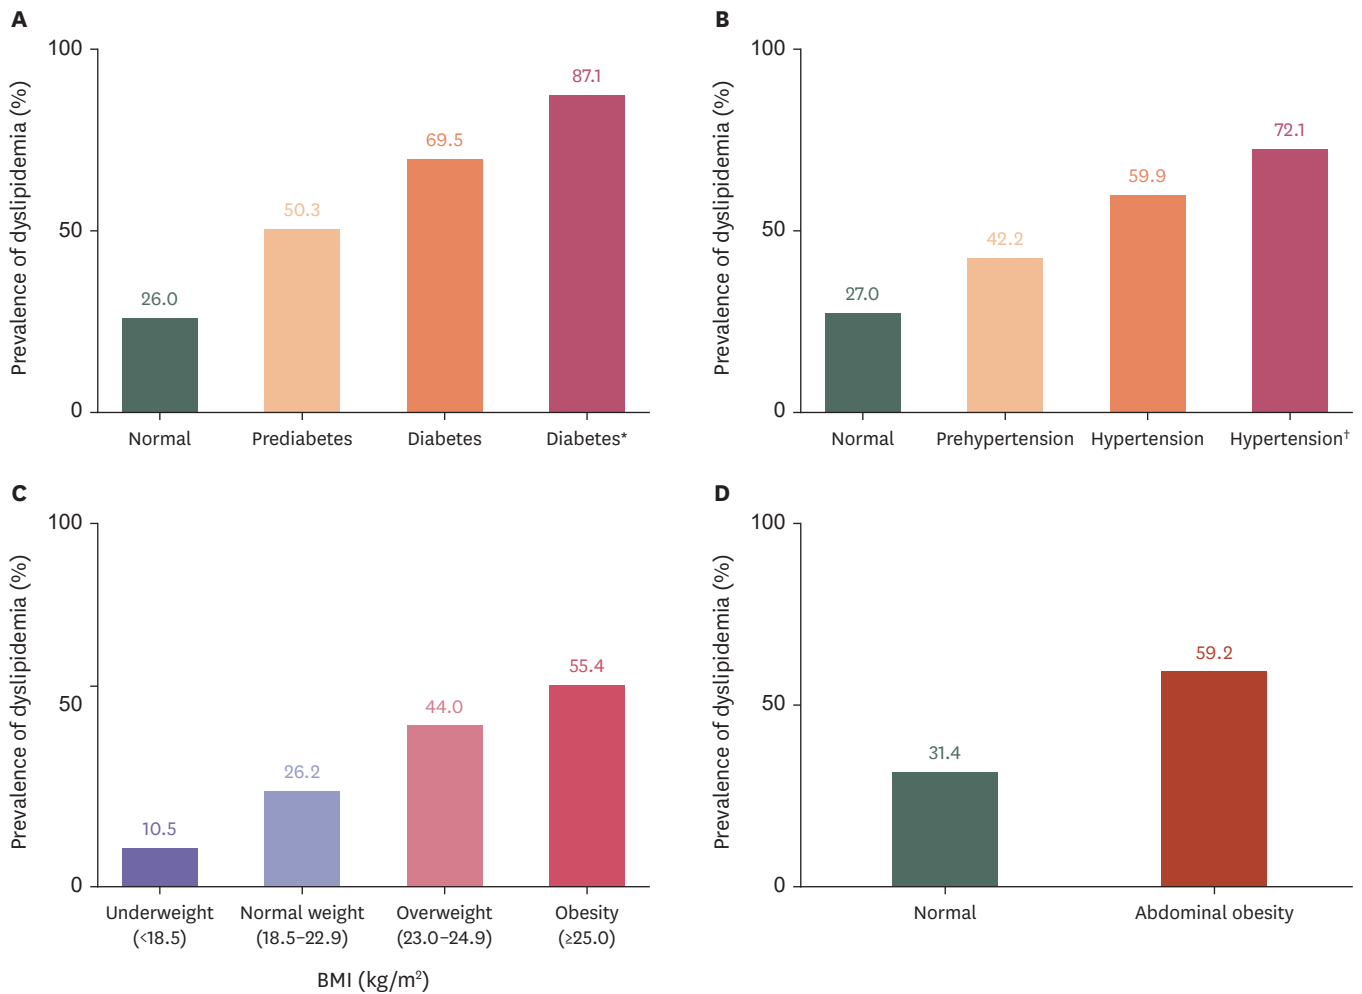 A
Prevalence of dyslipidemia (%)
100
50
0
26.0
50.3
69.5
87.1
Normal
Prediabetes
Diabetes
Diabetes*
B
Prevalence of dyslipidemia (%)
100
50
0
27.0
42.2
59.9
72.1
Normal
Prehypertension
Hypertension
Hypertension†
C
Prevalence of dyslipidemia (%)
100
50
0
10.5
26.2
44.0
55.4
Underweight
(<18.5)
Normal weight
(18.5–22.9)
Overweight
(23.0–24.9)
Obesity
(≥25.0)
BMI (kg/m²)
D
Prevalence of dyslipidemia (%)
100
50
0
31.4
59.2
Normal
Abdominal obesity